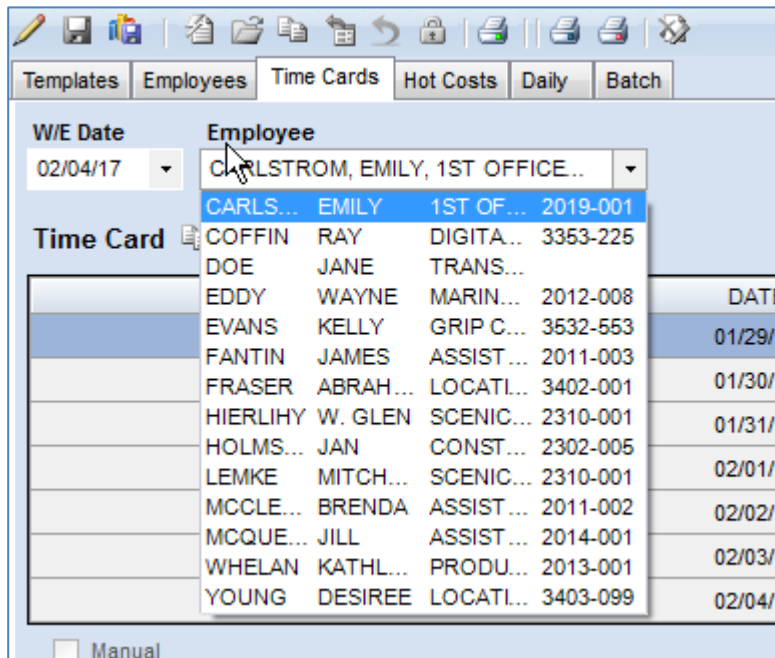 Templates Employees Time Cards Hot Costs Daily Batch
W/E Date Employee
02/04/17 CARLSTROM, EMILY, 1ST OFFICE...
CARLS... EMILY 1ST OF... 2019-001
Time Card
COFFIN RAY DIGITA... 3353-225
DOE JANE TRANS...
EDDY WAYNE MARIN... 2012-008
DATE
EVANS KELLY GRIP C... 3532-553
01/29/
FANTIN JAMES ASSIST... 2011-003
FRASER ABRAH... LOCATI... 3402-001
01/30/
HIERLIHY W. GLEN SCENIC... 2310-001
01/31/
HOLMS... JAN CONST... 2302-005
LEMKE MITCH... SCENIC... 2310-001
02/01/
MCCLE... BRENDA ASSIST... 2011-002
02/02/
MCQUE... JILL ASSIST... 2014-001
WHELAN KATHL... PRODU... 2013-001
02/03/
YOUNG DESIREE LOCATI... 3403-099
02/04/
Manual